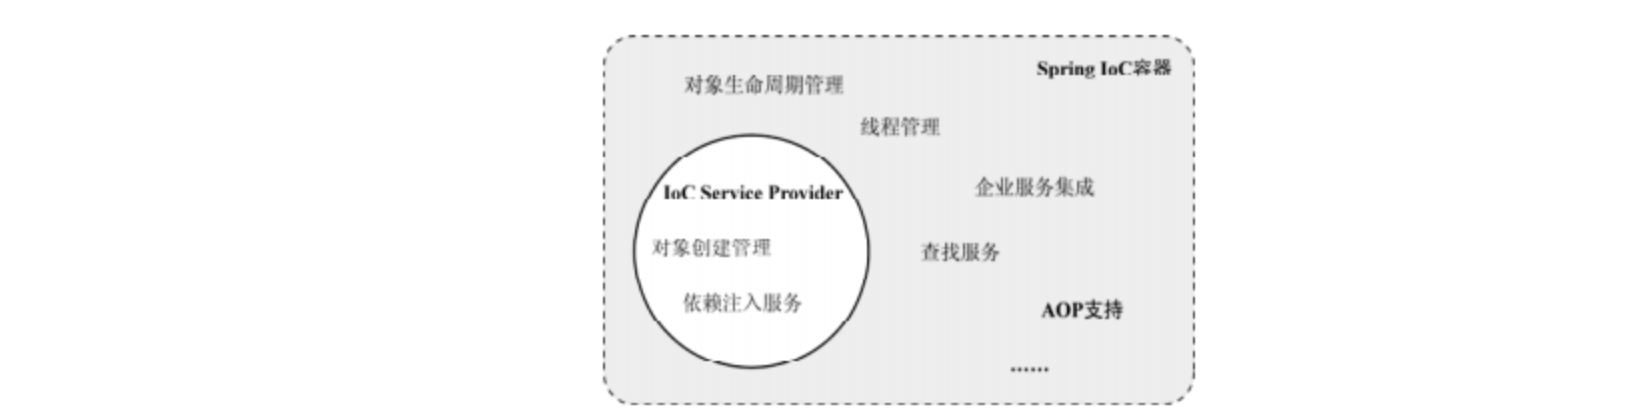 Spring IoC容器
对象生命周期管理
线程管理
IoC Service Provider
企业服务集成
对象创建管理
查找服务
依赖注入服务
AOP支持
......